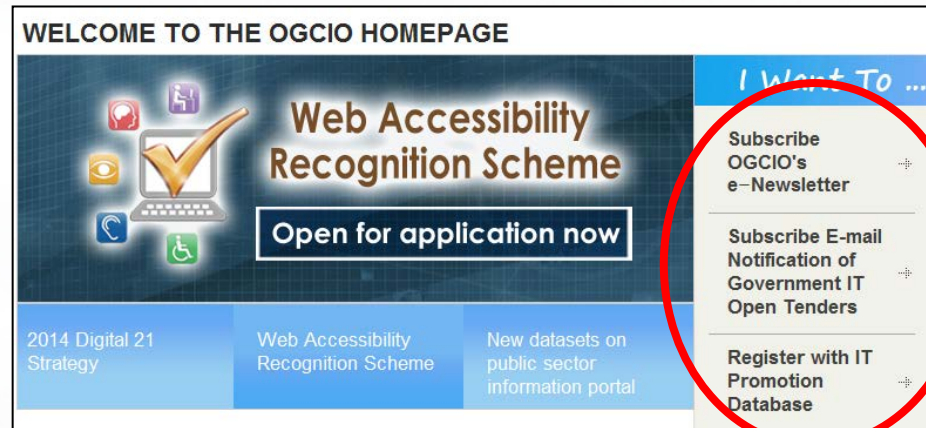 WELCOME TO THE OGCIO HOMEPAGE
Web Accessibility
Recognition Scheme
Open for application now
2014 Digital 21
Strategy
Web Accessibility
Recognition Scheme
New datasets on
public sector
information portal
I Want To ...
Subscribe
OGCIO's
e-Newsletter
Subscribe E-mail
Notification of
Government IT
Open Tenders
Register with IT
Promotion
Database